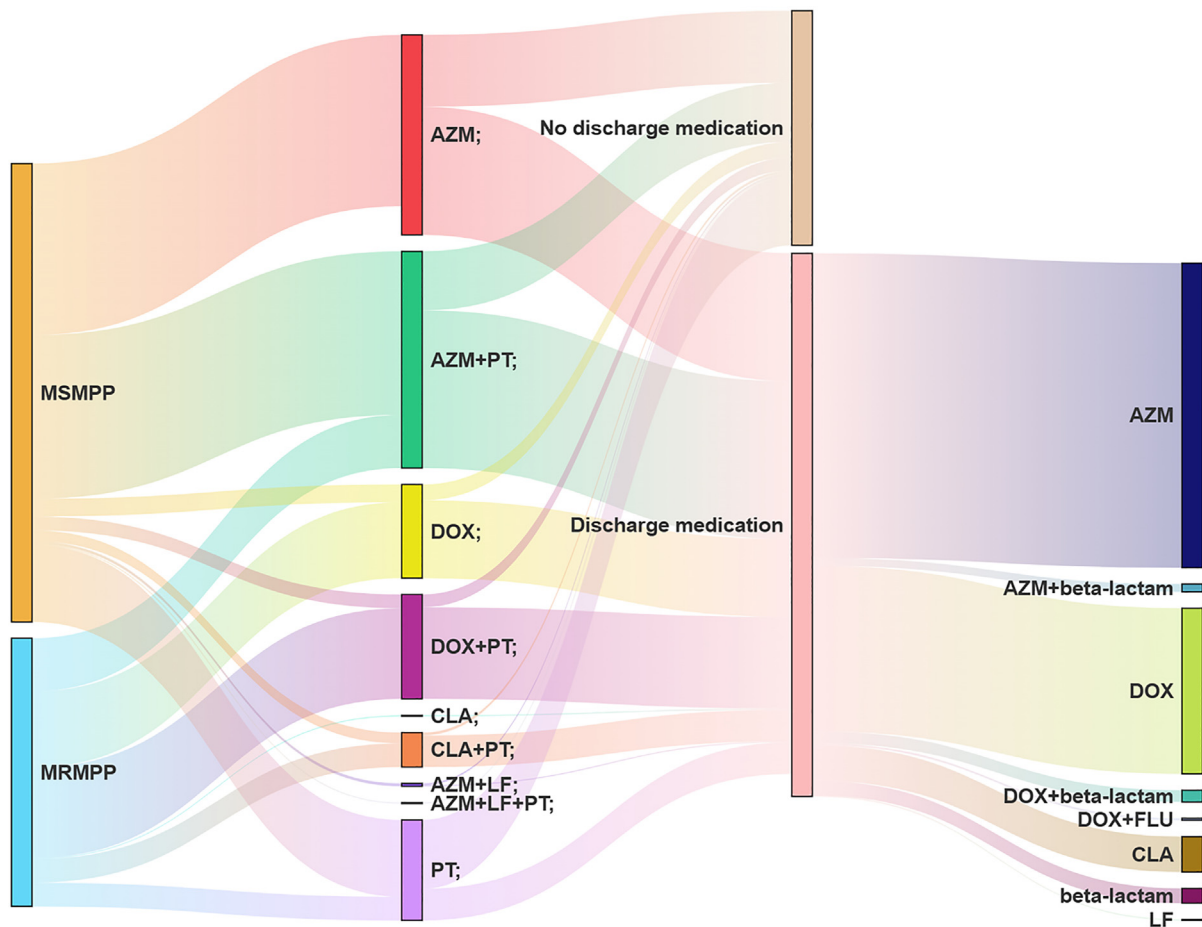 MSMPP
MRMPP
AZM;
AZM+PT;
DOX;
DOX+PT;
CLA;
CLA+PT;
AZM+LF;
AZM+LF+PT;
PT;
No discharge medication
Discharge medication
AZM
AZM+beta-lactam
DOX
DOX+beta-lactam
DOX+FLU
CLA
beta-lactam
LF